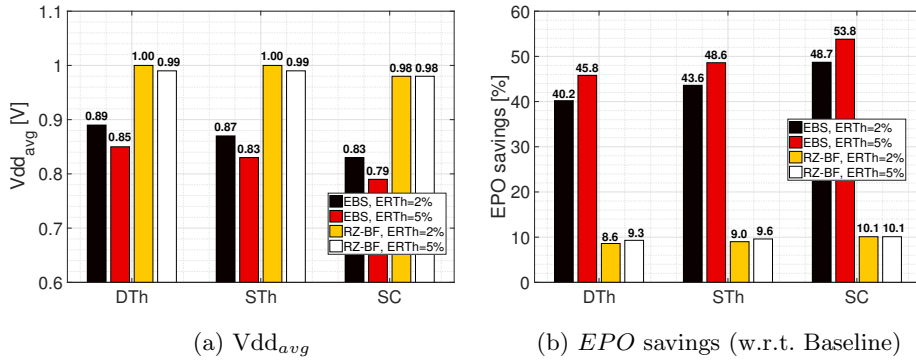 1.1
1
0.9
0.8
0.7
0.6
Vdd_avg [V]
0.89
0.85
1.00
0.99
0.87
0.83
1.00
0.99
0.83
0.79
0.98
0.98
EBS, ERTh=2%
EBS, ERTh=5%
RZ-BF, ERTh=2%
RZ-BF, ERTh=5%
DTh
STh
SC
(a) Vdd_avg
60
50
40
30
20
10
0
EPO savings [%]
40.2
45.8
8.6
9.3
43.6
48.6
9.0
9.6
48.7
53.8
10.1
10.1
EBS, ERTh=2%
EBS, ERTh=5%
RZ-BF, ERTh=2%
RZ-BF, ERTh=5%
DTh
STh
SC
(b) EPO savings (w.r.t. Baseline)